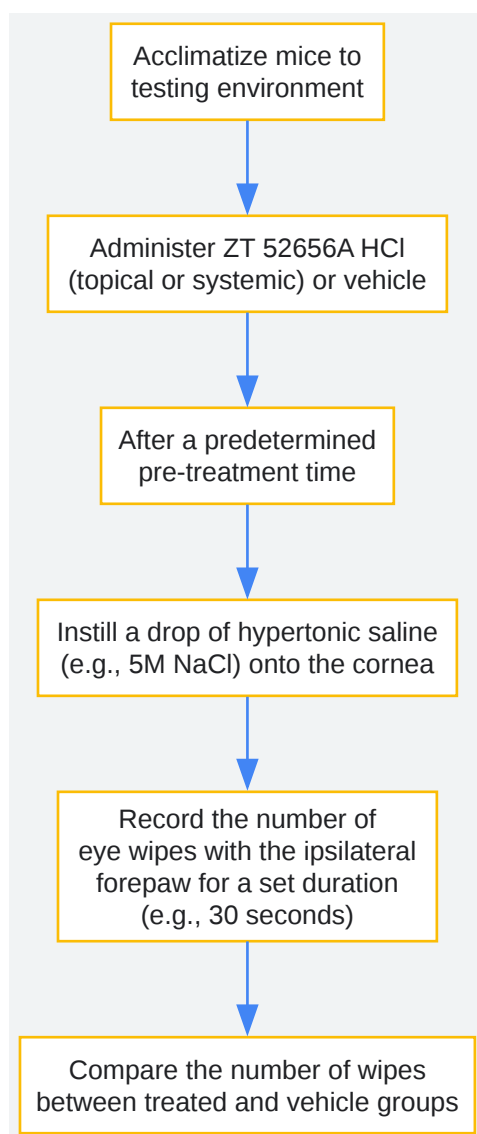 Acclimatize mice to
testing environment
Administer ZT 52656A HCl
(topical or systemic) or vehicle
After a predetermined
pre-treatment time
Instill a drop of hypertonic saline
(e.g., 5M NaCl) onto the cornea
Record the number of
eye wipes with the ipsilateral
forepaw for a set duration
(e.g., 30 seconds)
Compare the number of wipes
between treated and vehicle groups